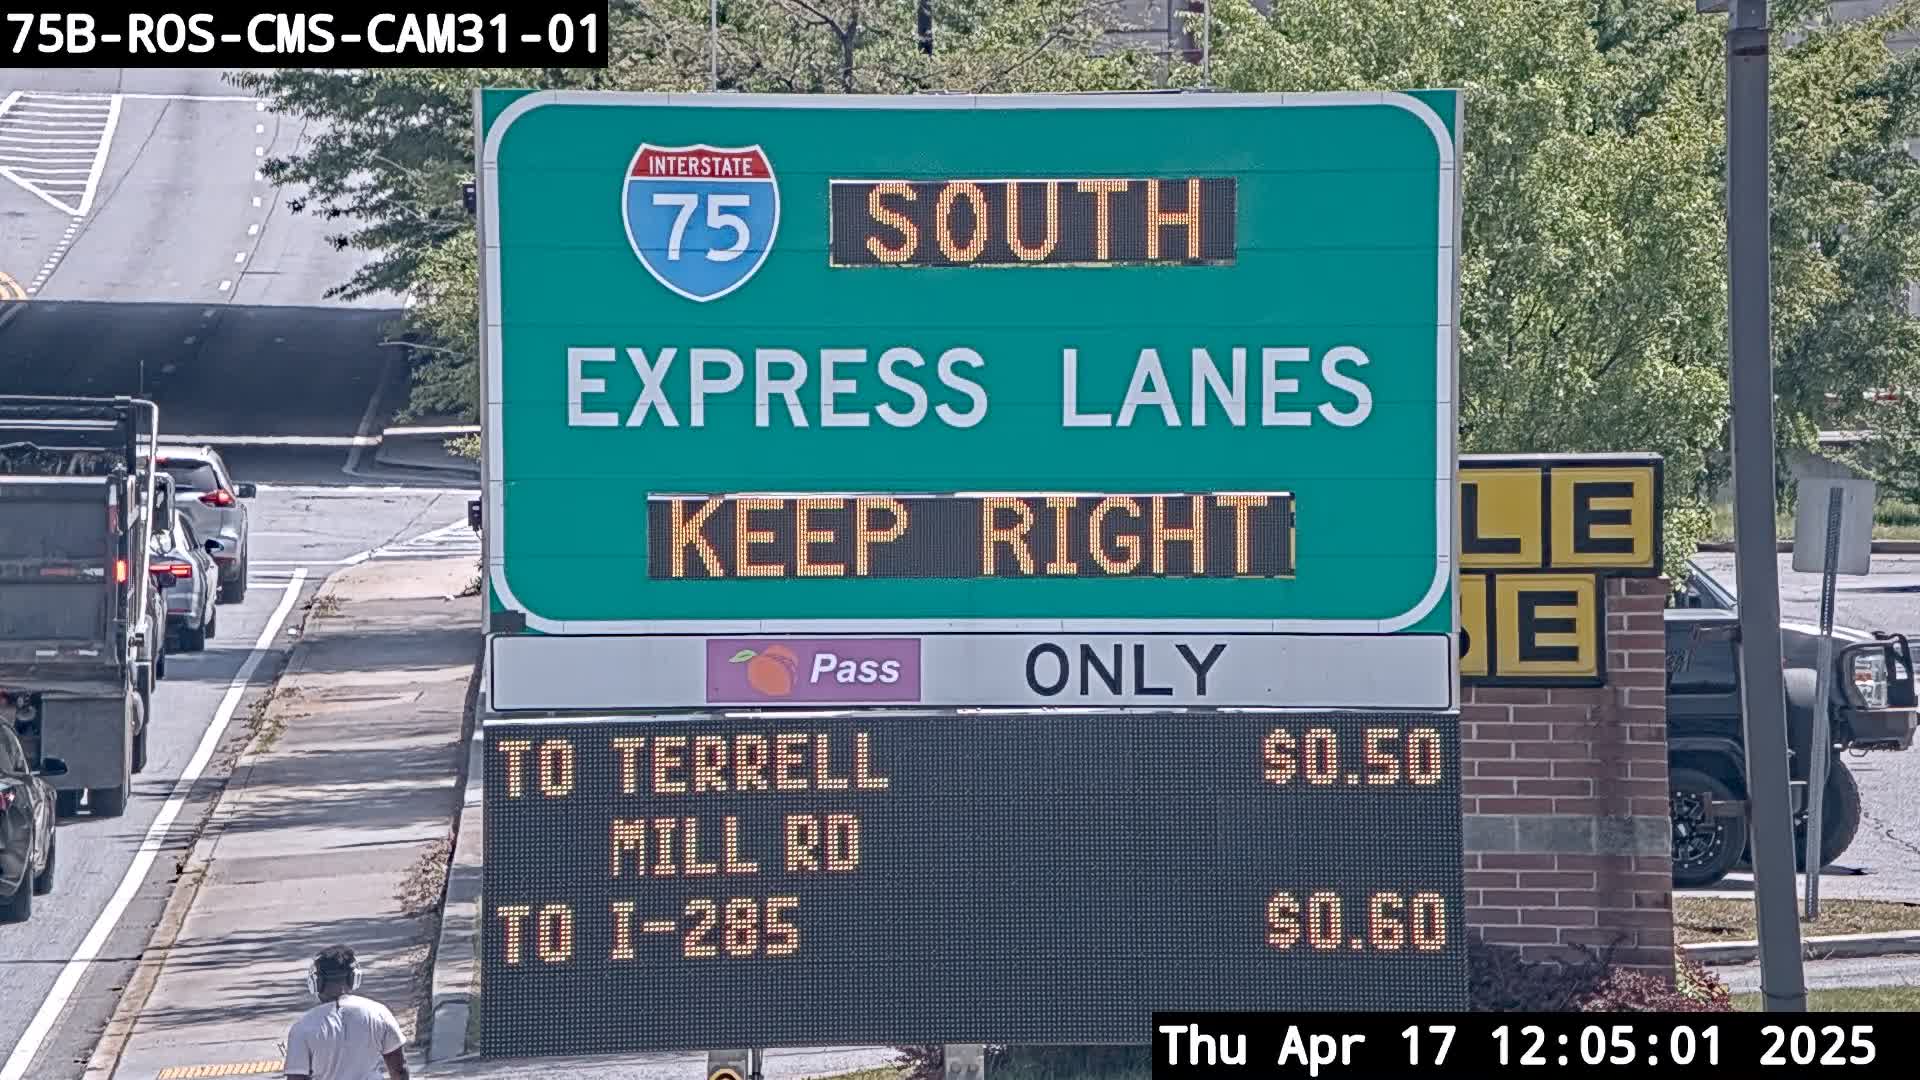 75B-ROS-CMS-CAM31-01
INTERSTATE
75
SOUTH
EXPRESS LANES
KEEP RIGHT
Pass ONLY
TO TERRELL $0.50
MILL RD
TO I-285 $0.60
LE
E
Thu Apr 17 12:05:01 2025